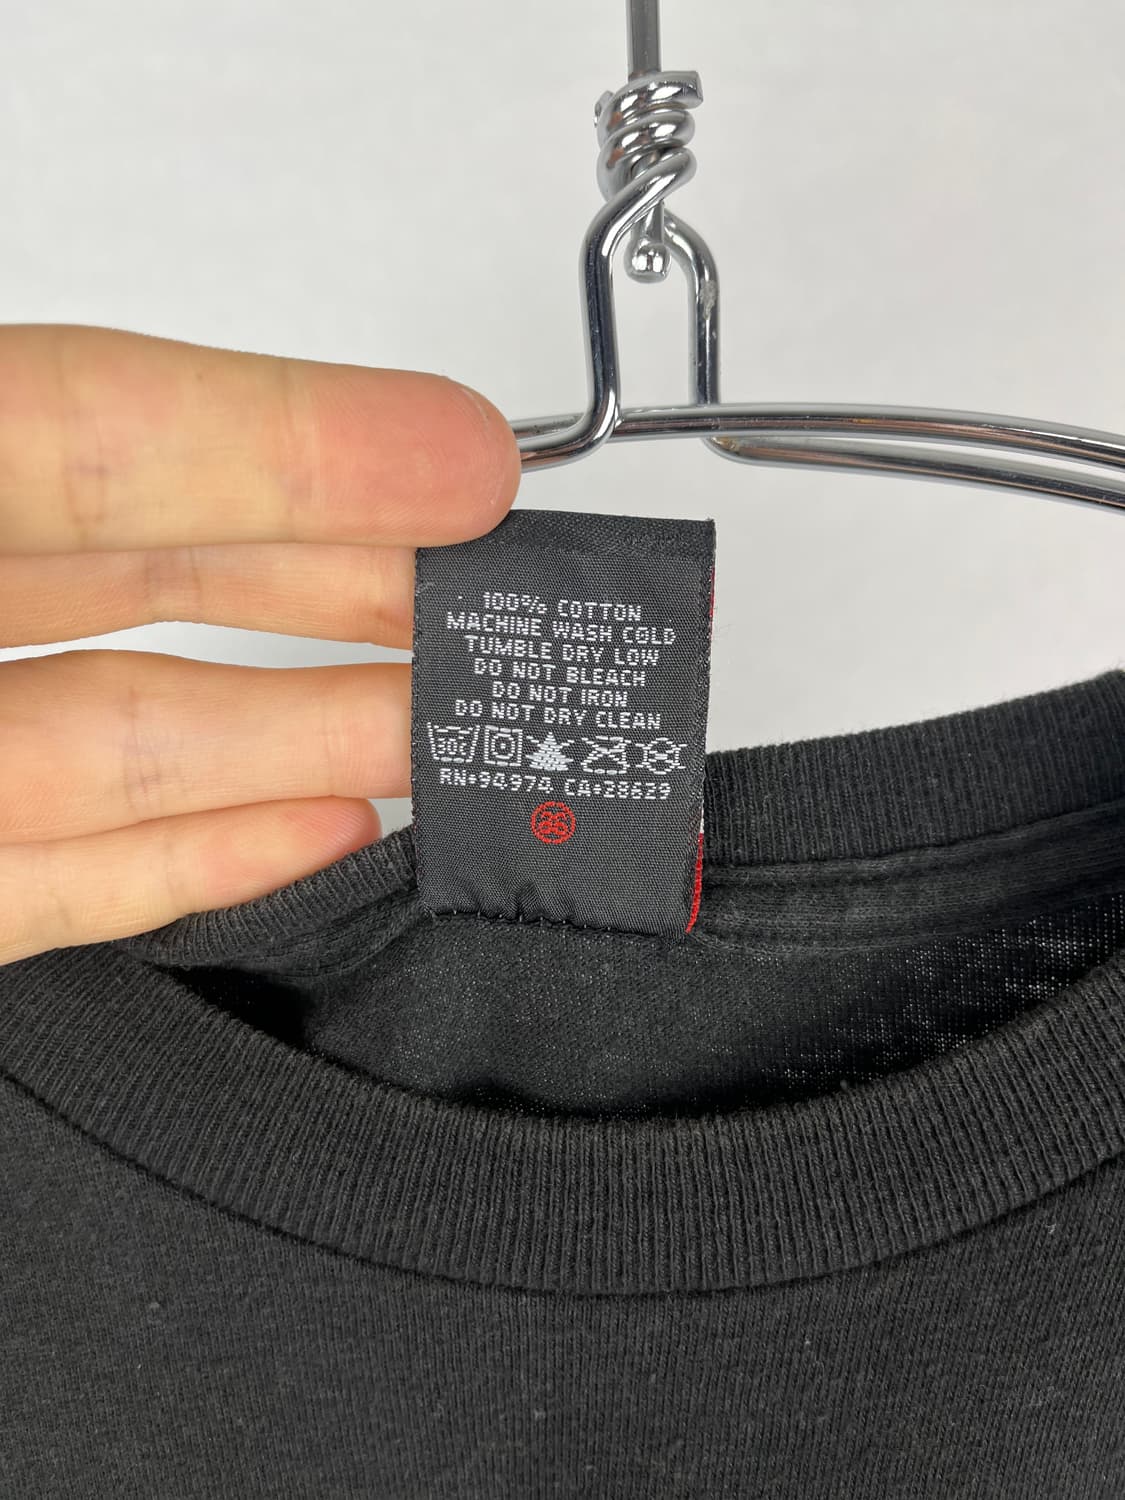 100% COTTON
MACHINE WASH COLD
TUMBLE DRY LOW
DO NOT BLEACH
DO NOT IRON
DO NOT DRY CLEAN
30C
RN*94974 CA*28629